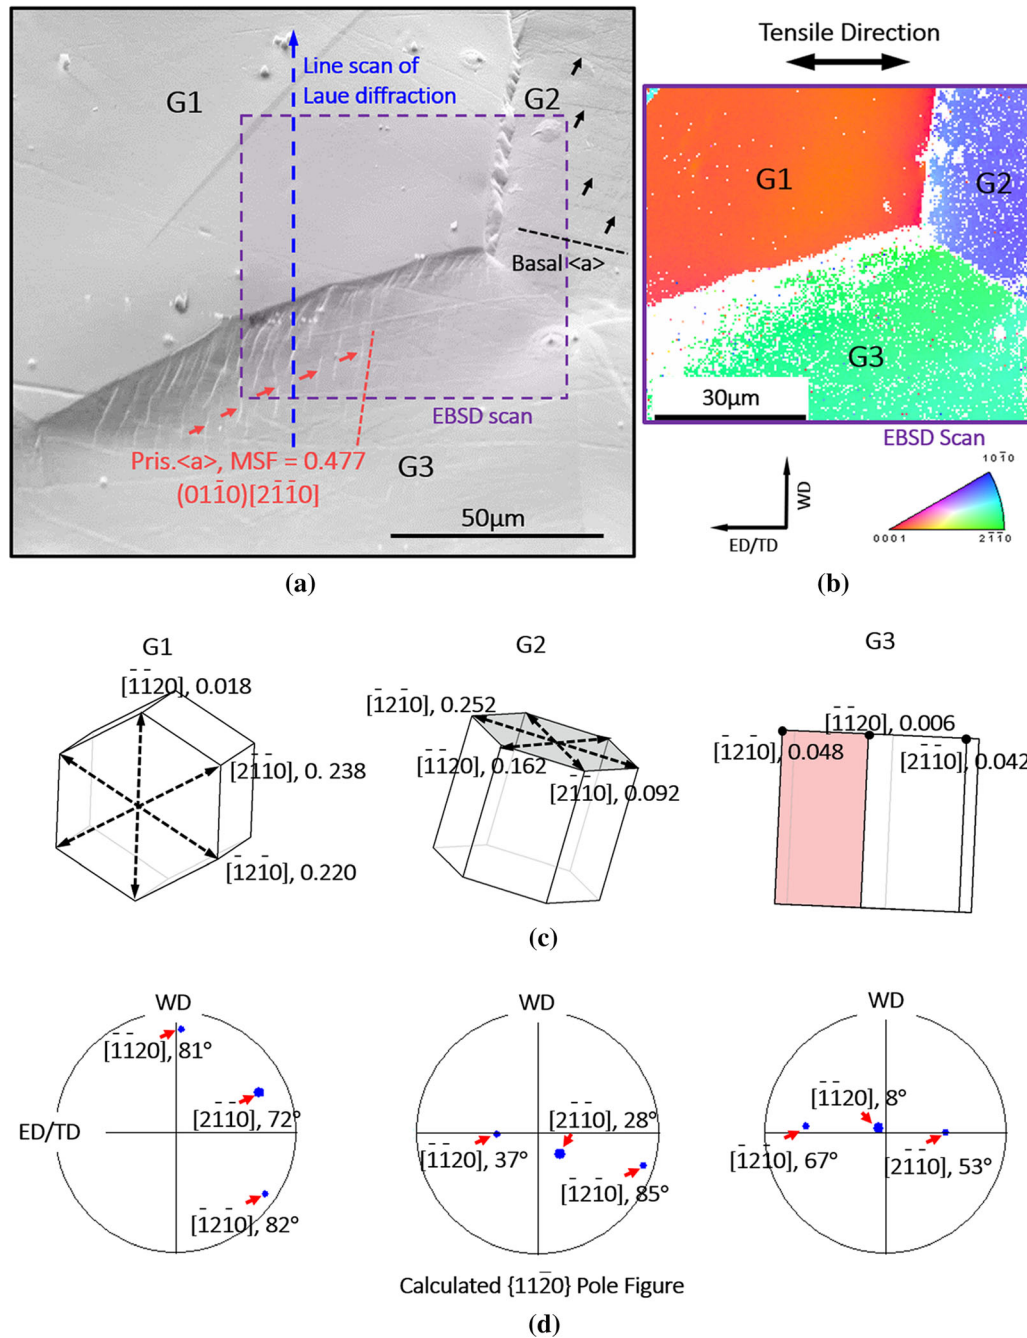 G1
Line scan of
Laue diffraction
G2
Basal <a>
EBSD scan
Pris.<a>, MSF = 0.477
(011̄0)[21̄1̄0]
G3
50μm
(a)
Tensile Direction
G1
G2
G3
30μm
EBSD Scan
WD
ED/TD
101̄0
0001
21̄1̄0
(b)
G1
[1̄1̄20], 0.018
[21̄1̄0], 0. 238
[1̄21̄0], 0.220
G2
[1̄21̄0], 0.252
[1̄1̄20], 0.162
[21̄1̄0], 0.092
G3
[1̄1̄20], 0.006
[1̄21̄0], 0.048
[21̄1̄0], 0.042
(c)
WD
[1̄1̄20], 81°
[21̄1̄0], 72°
ED/TD
[1̄21̄0], 82°
WD
[21̄1̄0], 28°
[1̄1̄20], 37°
[1̄21̄0], 85°
WD
[1̄1̄20], 8°
[1̄21̄0], 67°
[21̄1̄0], 53°
Calculated {112̄0} Pole Figure
(d)